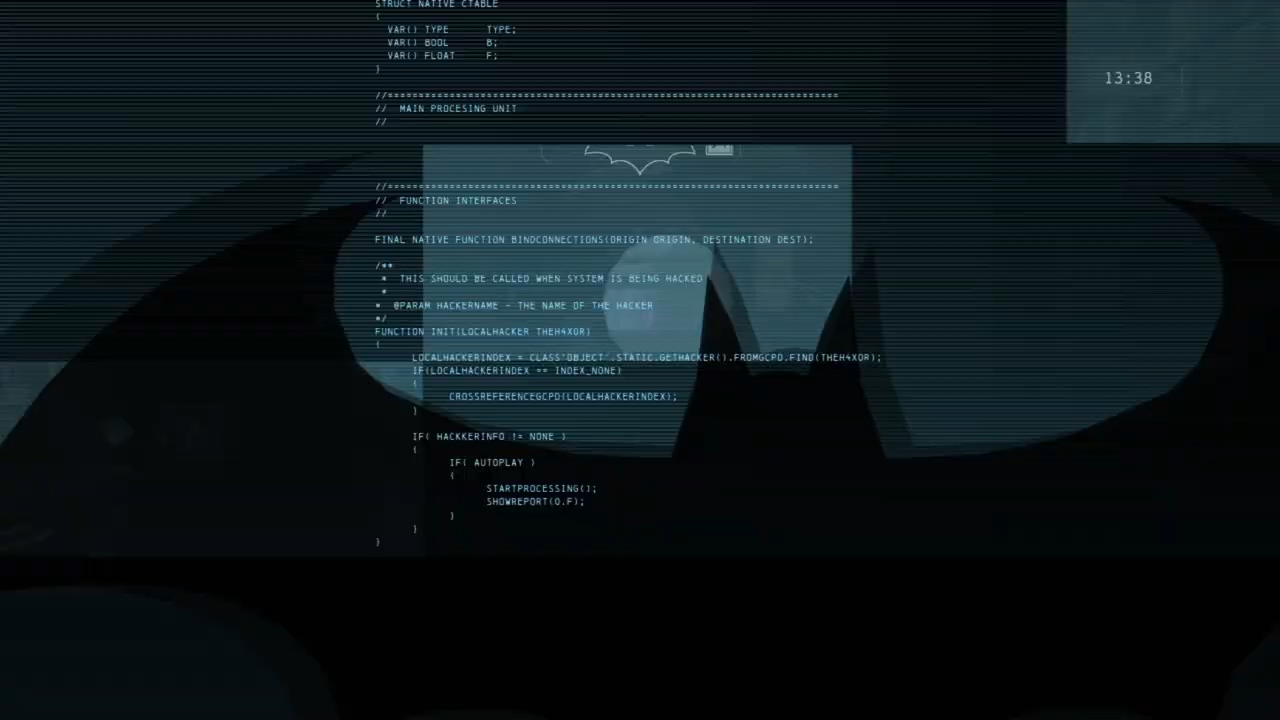 STRUCT NATIVE CTABLE
{
VAR() TYPE TYPE;
VAR() BOOL B;
VAR() FLOAT F;
}
//=========================================================================
// MAIN PROCESING UNIT
//
13:38
//=========================================================================
// FUNCTION INTERFACES
//
FINAL NATIVE FUNCTION BINDCONNECTIONS(ORIGIN ORIGIN, DESTINATION DEST);
/**
* THIS SHOULD BE CALLED WHEN SYSTEM IS BEING HACKED
*
* @PARAM HACKERNAME - THE NAME OF THE HACKER
*/
FUNCTION INIT(LOCALHACKER THEH4XOR)
{
LOCALHACKERINDEX = CLASS'OBJECT'.STATIC.GETHACKER().FROMGCPD.FIND(THEH4XOR);
IF(LOCALHACKERINDEX == INDEX_NONE)
{
CROSSREFERENCEGCPD(LOCALHACKERINDEX);
}
IF( HACKKERINFO != NONE )
{
IF( AUTOPLAY )
{
STARTPROCESSING();
SHOWREPORT(O.F);
}
}
}